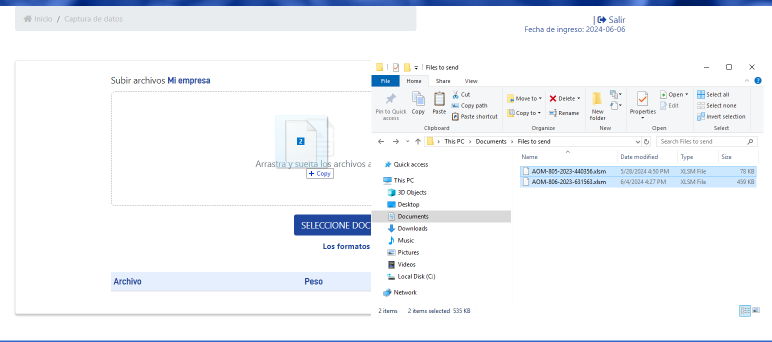 Inicio / Captura de datos
| Salir
Fecha de ingreso: 2024-06-06
Subir archivos Mi empresa
2
Arrastra y suelta los archivos a
+ Copy
SELECCIONE DOC
Los formatos
Archivo Peso
Files to send
File Home Share View
Pin to Quick access
Copy
Paste
Cut
Copy path
Paste shortcut
Clipboard
Move to
Copy to
Delete
Rename
Organize
New folder
New
Properties
Open
Edit
Open
Select all
Select none
Invert selection
Select
This PC > Documents > Files to send
Search Files to send
Name Date modified Type Size
AOM-805-2023-440356.xlsm 5/28/2024 4:50 PM XLSM File 78 KB
AOM-806-2023-631563.xlsm 6/4/2024 4:27 PM XLSM File 459 KB
Quick access
This PC
3D Objects
Desktop
Documents
Downloads
Music
Pictures
Videos
Local Disk (C:)
Network
2 items 2 items selected 535 KB